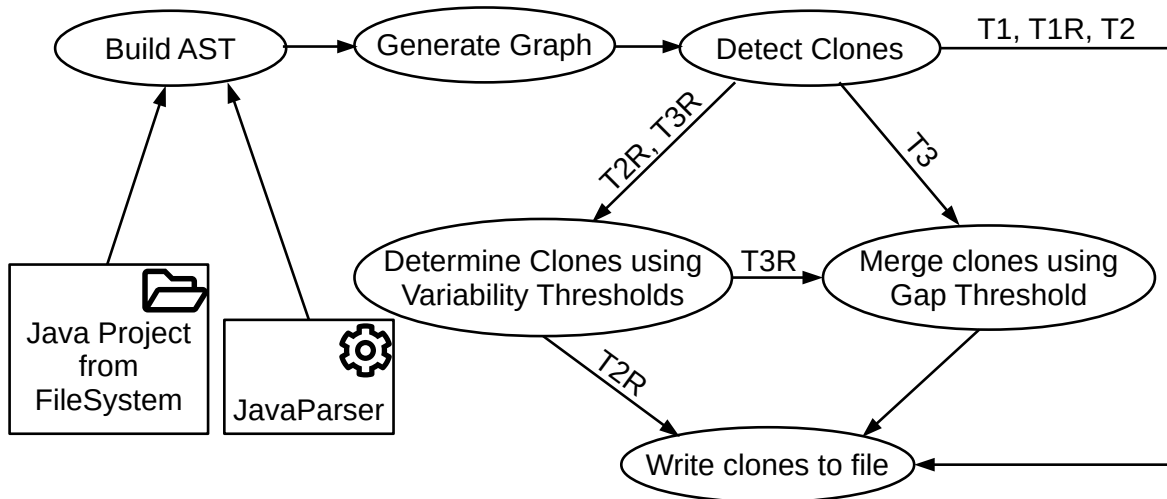 Build AST
Generate Graph
Detect Clones
T1, T1R, T2
T2R, T3R
T3
Determine Clones using
Variability Thresholds
T3R
Merge clones using
Gap Threshold
Java Project
from
FileSystem
JavaParser
T2R
Write clones to file